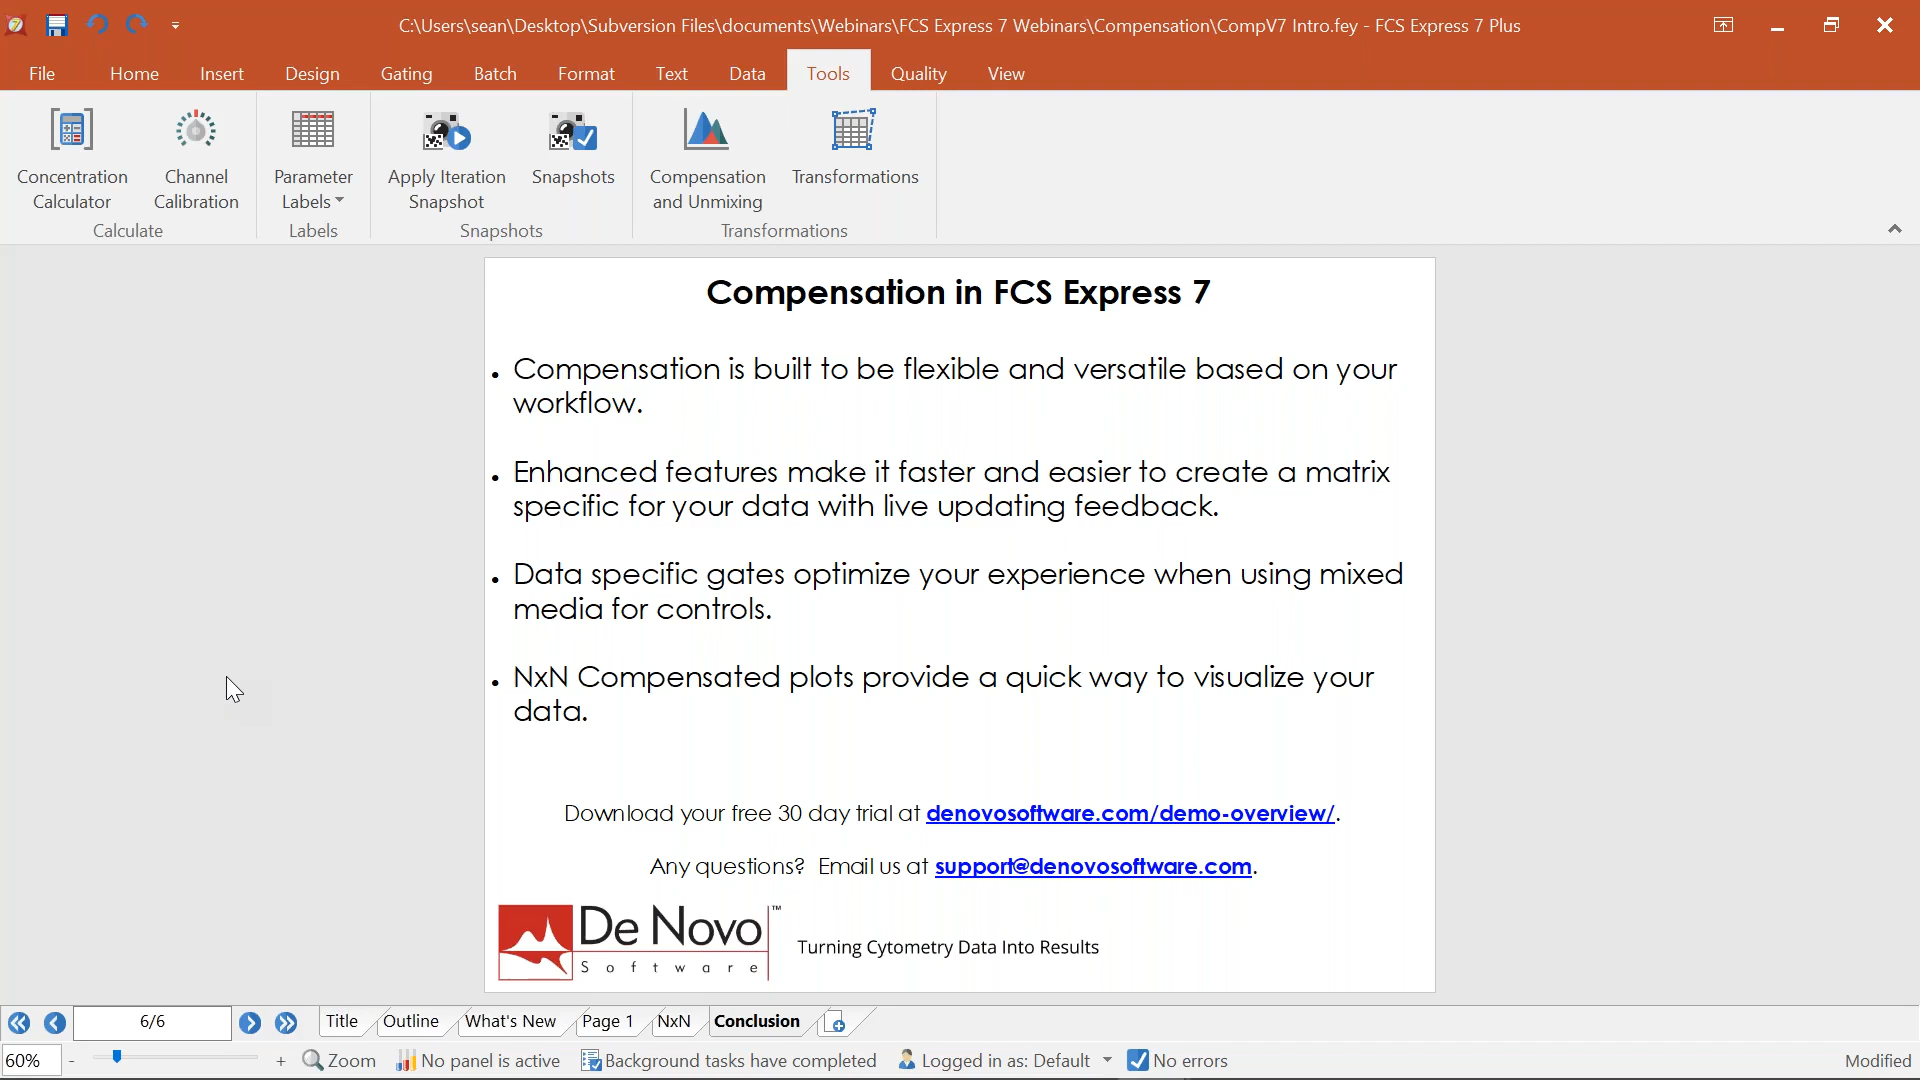 C:\Users\sean\Desktop\Subversion Files\documents\Webinars\FCS Express 7 Webinars\Compensation\CompV7 Intro.fey - FCS Express 7 Plus
File Home Insert Design Gating Batch Format Text Data Tools Quality View
Concentration Calculator
Channel Calibration
Parameter Labels
Apply Iteration Snapshot
Snapshots
Compensation and Unmixing
Transformations
Calculate Labels Snapshots Transformations
Compensation in FCS Express 7
• Compensation is built to be flexible and versatile based on your
workflow.
• Enhanced features make it faster and easier to create a matrix
specific for your data with live updating feedback.
• Data specific gates optimize your experience when using mixed
media for controls.
• NxN Compensated plots provide a quick way to visualize your
data.
Download your free 30 day trial at denovosoftware.com/demo-overview/.
Any questions? Email us at support@denovosoftware.com.
De Novo ™
Software
Turning Cytometry Data Into Results
6/6 Title Outline What's New Page 1 NxN Conclusion
60% - + Zoom No panel is active Background tasks have completed Logged in as: Default No errors Modified